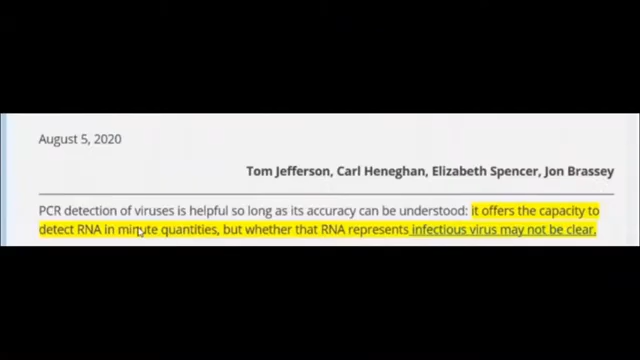 August 5, 2020
Tom Jefferson, Carl Heneghan, Elizabeth Spencer, Jon Brassey
PCR detection of viruses is helpful so long as its accuracy can be understood: it offers the capacity to
detect RNA in minute quantities, but whether that RNA represents infectious virus may not be clear.